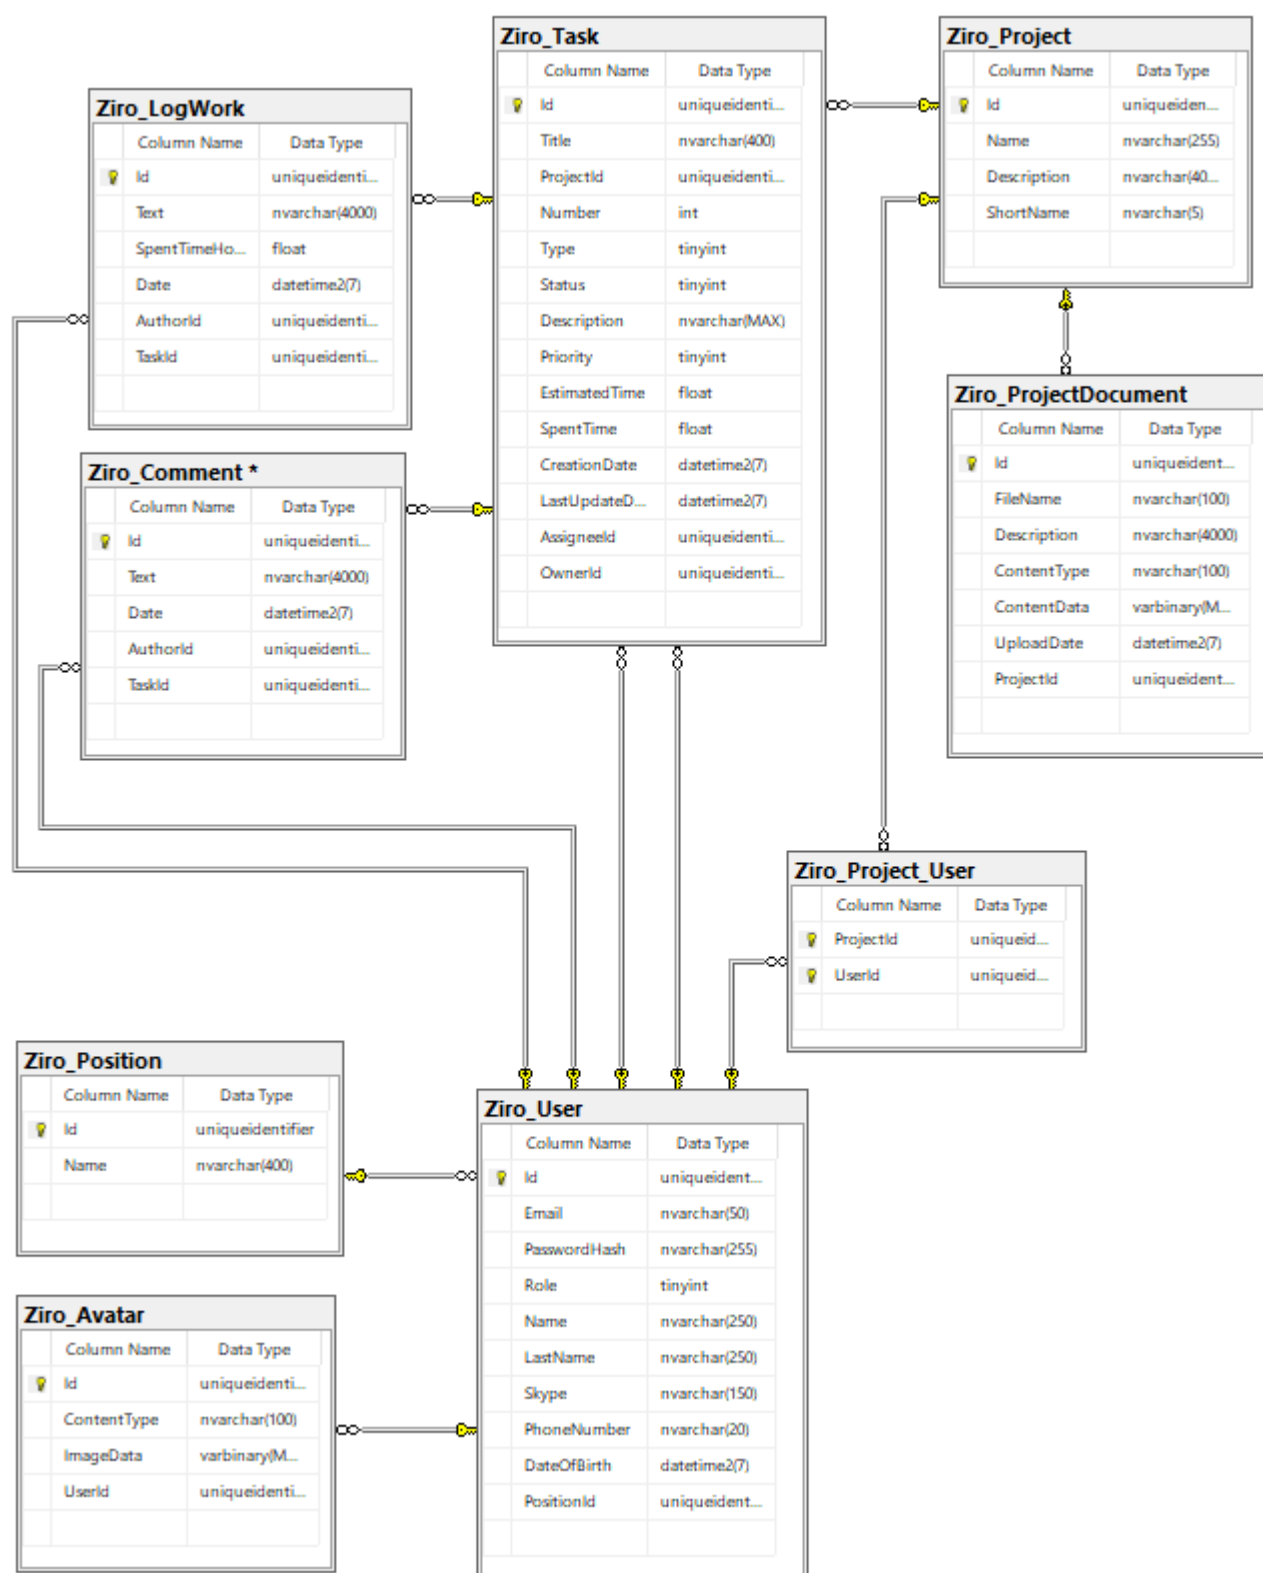 Ziro_Task
Column Name Data Type
Id uniqueidenti...
Title nvarchar(400)
ProjectId uniqueidenti...
Number int
Type tinyint
Status tinyint
Description nvarchar(MAX)
Priority tinyint
EstimatedTime float
SpentTime float
CreationDate datetime2(7)
LastUpdateD... datetime2(7)
AssigneeId uniqueidenti...
OwnerId uniqueidenti...
Ziro_Project
Column Name Data Type
Id uniqueiden...
Name nvarchar(255)
Description nvarchar(40...
ShortName nvarchar(5)
Ziro_LogWork
Column Name Data Type
Id uniqueidenti...
Text nvarchar(4000)
SpentTimeHo... float
Date datetime2(7)
AuthorId uniqueidenti...
TaskId uniqueidenti...
Ziro_ProjectDocument
Column Name Data Type
Id uniqueident...
FileName nvarchar(100)
Description nvarchar(4000)
ContentType nvarchar(100)
ContentData varbinary(M...
UploadDate datetime2(7)
ProjectId uniqueident...
Ziro_Comment *
Column Name Data Type
Id uniqueidenti...
Text nvarchar(4000)
Date datetime2(7)
AuthorId uniqueidenti...
TaskId uniqueidenti...
Ziro_Project_User
Column Name Data Type
ProjectId uniqueid...
UserId uniqueid...
Ziro_Position
Column Name Data Type
Id uniqueidentifier
Name nvarchar(400)
Ziro_User
Column Name Data Type
Id uniqueident...
Email nvarchar(50)
PasswordHash nvarchar(255)
Role tinyint
Name nvarchar(250)
LastName nvarchar(250)
Skype nvarchar(150)
PhoneNumber nvarchar(20)
DateOfBirth datetime2(7)
PositionId uniqueident...
Ziro_Avatar
Column Name Data Type
Id uniqueidenti...
ContentType nvarchar(100)
ImageData varbinary(M...
UserId uniqueidenti...